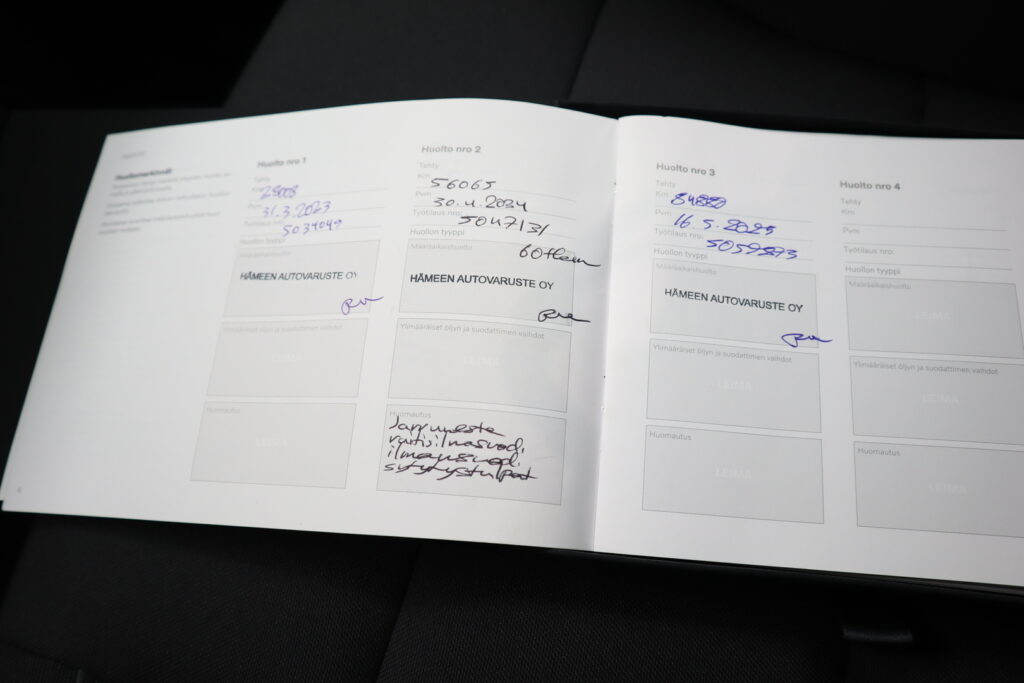 Huoltomerkinnät
Huolto nro 1
Tehty
Km
31.3.2023
Työtilaus nro:
5034049
Huollon tyyppi
Määräaikaishuolto
HÄMEEN AUTOVARUSTE OY
Ylimääräiset öljyn ja suodattimen vaihdot
LEIMA
Huomautus
LEIMA
Huolto nro 2
Tehty
Km
56065
Pvm
30.4.2024
Työtilaus nro:
5047131
Huollon tyyppi
Määräaikaishuolto
60tkm
HÄMEEN AUTOVARUSTE OY
Ylimääräiset öljyn ja suodattimen vaihdot
LEIMA
Huomautus
Jarruneste
raitisilmasuod.
ilmansuod.
sytytystulpat
Huolto nro 3
Tehty
Km
Pvm
16.5.2025
Työtilaus nro:
Huollon tyyppi
Määräaikaishuolto
HÄMEEN AUTOVARUSTE OY
Ylimääräiset öljyn ja suodattimen vaihdot
LEIMA
Huomautus
LEIMA
Huolto nro 4
Tehty
Km
Pvm
Työtilaus nro:
Huollon tyyppi
Määräaikaishuolto
LEIMA
Ylimääräiset öljyn ja suodattimen vaihdot
LEIMA
Huomautus
LEIMA